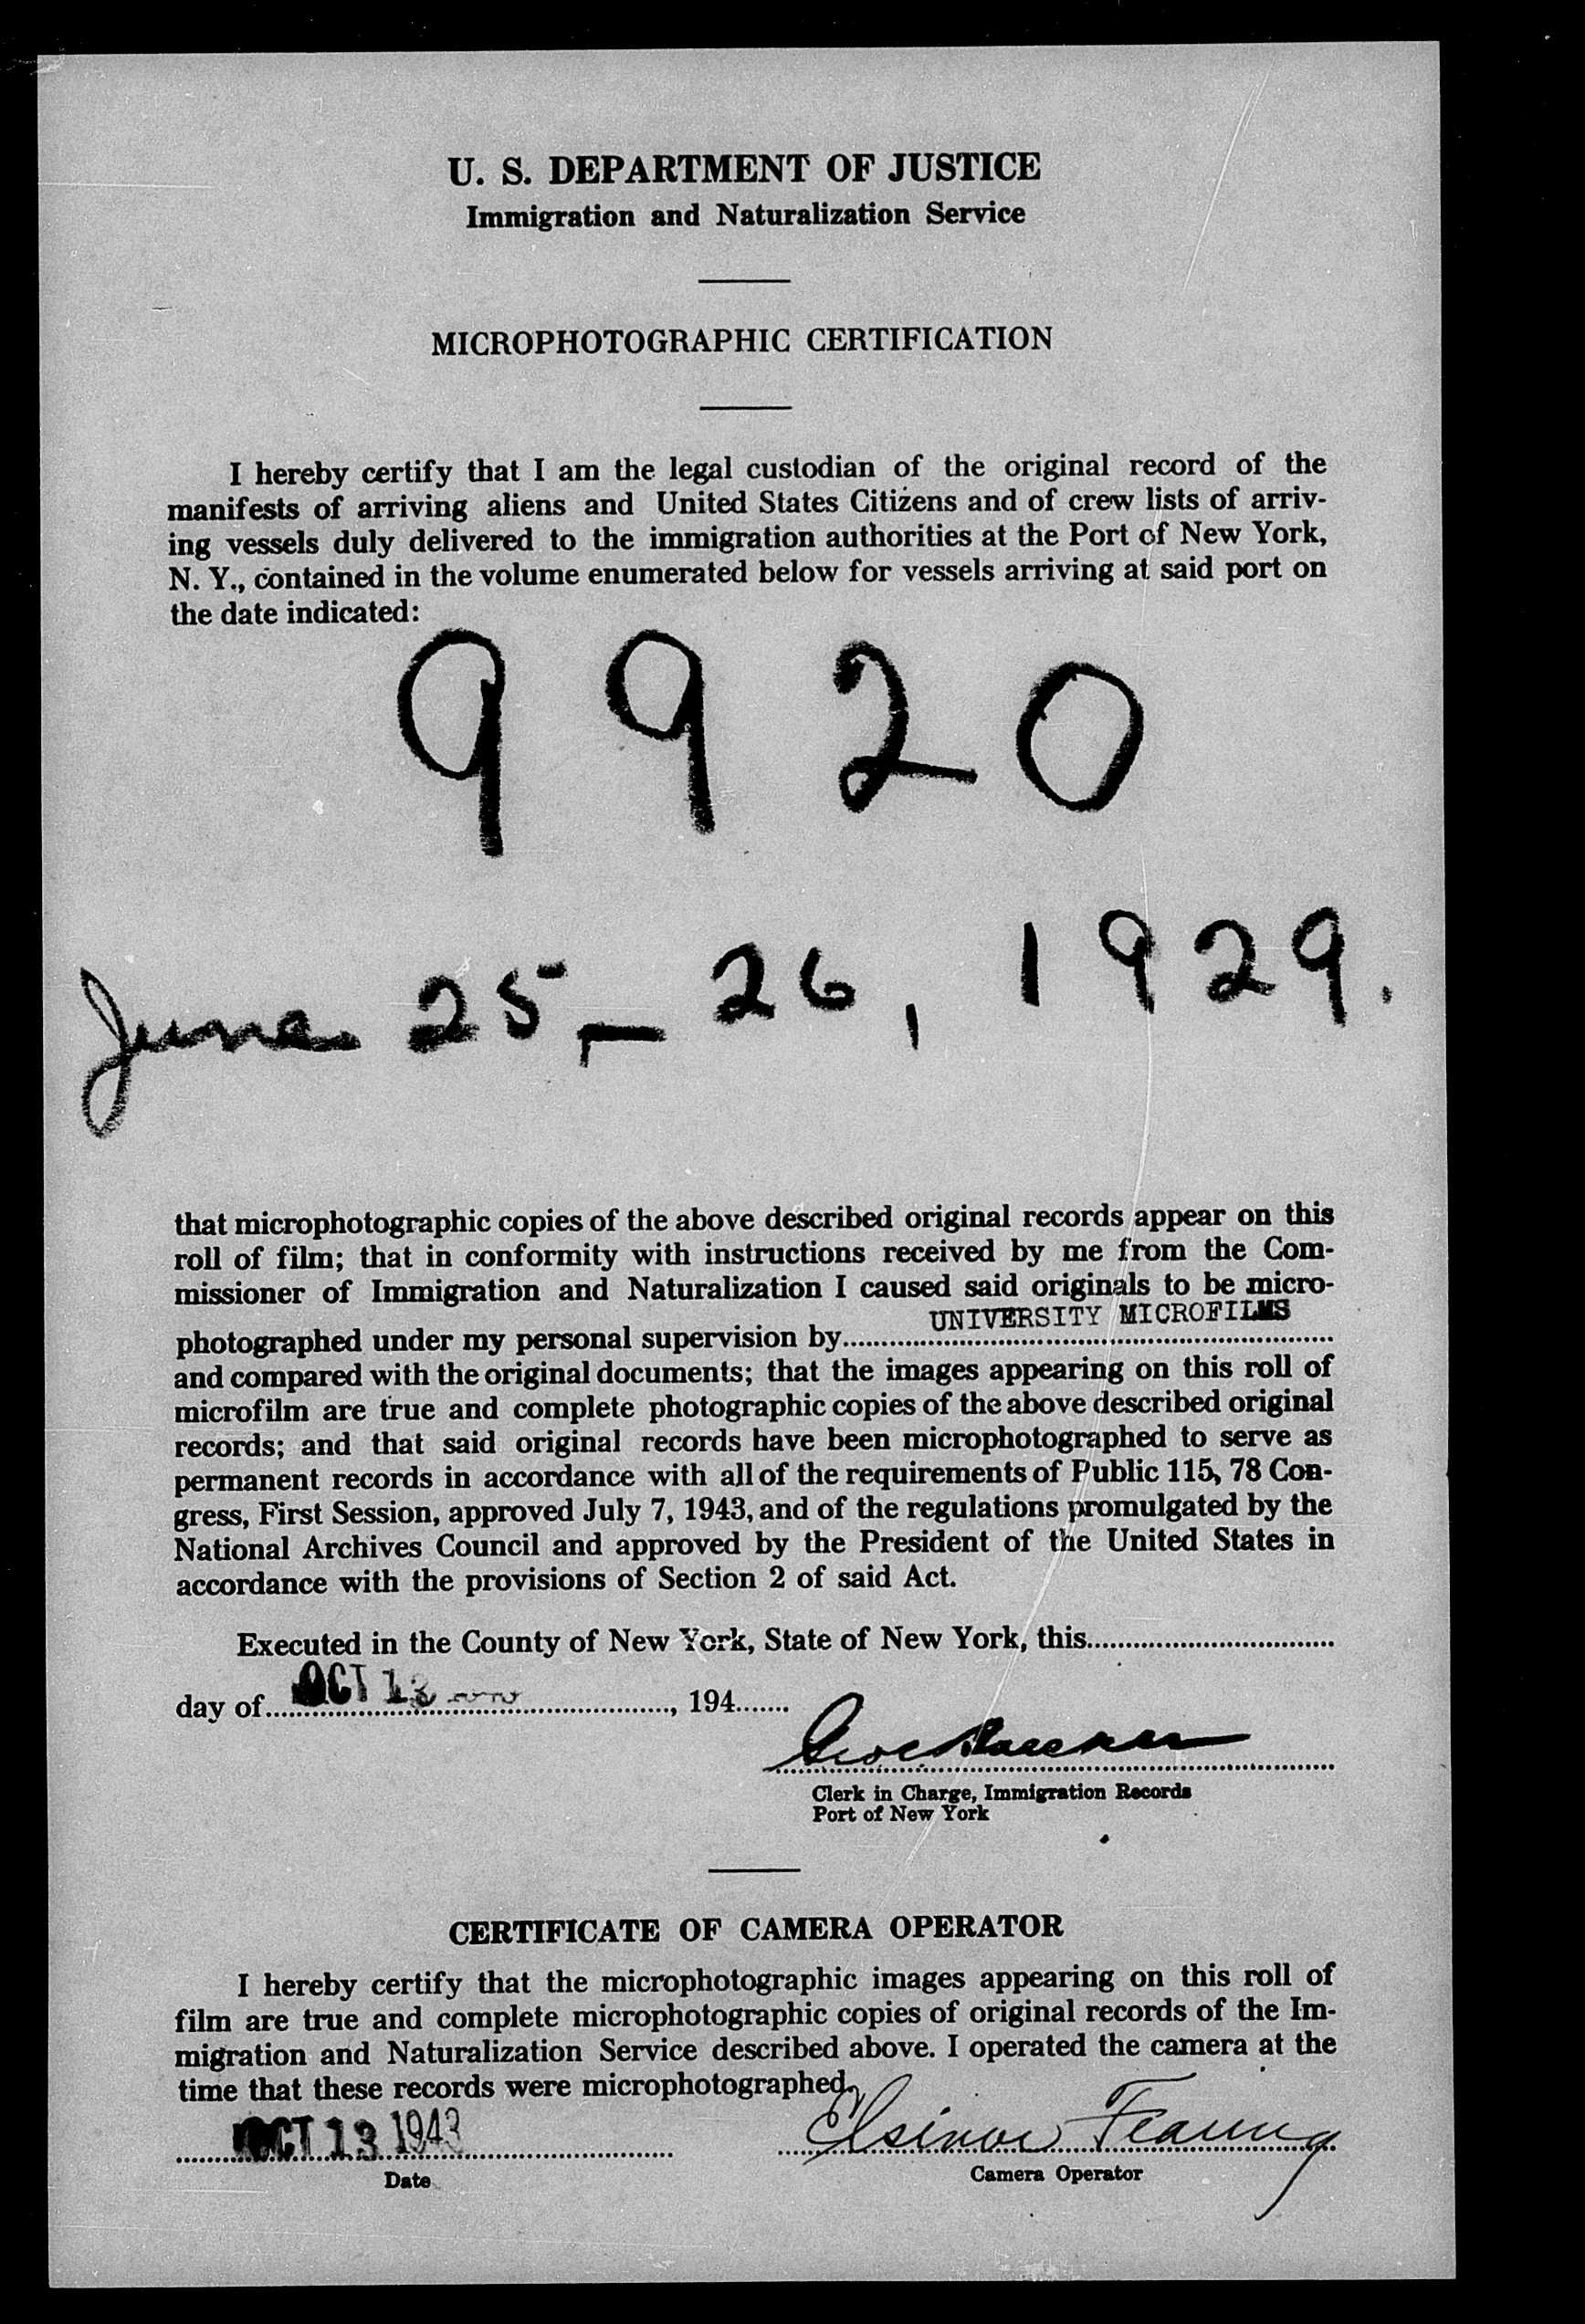 U. S. DEPARTMENT OF JUSTICE
Immigration and Naturalization Service
MICROPHOTOGRAPHIC CERTIFICATION
I hereby certify that I am the legal custodian of the original record of the
manifests of arriving aliens and United States Citizens and of crew lists of arriv-
ing vessels duly delivered to the immigration authorities at the Port of New York,
N. Y., contained in the volume enumerated below for vessels arriving at said port on
the date indicated:
9920
June 25-26, 1929.
that microphotographic copies of the above described original records appear on this
roll of film; that in conformity with instructions received by me from the Com-
missioner of Immigration and Naturalization I caused said originals to be micro-
UNIVERSITY MICROFILMS
photographed under my personal supervision by
and compared with the original documents; that the images appearing on this roll of
microfilm are true and complete photographic copies of the above described original
records; and that said original records have been microphotographed to serve as
permanent records in accordance with all of the requirements of Public 115, 78 Con-
gress, First Session, approved July 7, 1943, and of the regulations promulgated by the
National Archives Council and approved by the President of the United States in
accordance with the provisions of Section 2 of said Act.
Executed in the County of New York, State of New York, this
day of OCT 13, 194
Clerk in Charge, Immigration Records
Port of New York
CERTIFICATE OF CAMERA OPERATOR
I hereby certify that the microphotographic images appearing on this roll of
film are true and complete microphotographic copies of original records of the Im-
migration and Naturalization Service described above. I operated the camera at the
time that these records were microphotographed.
OCT 13 1943
Date
Camera Operator